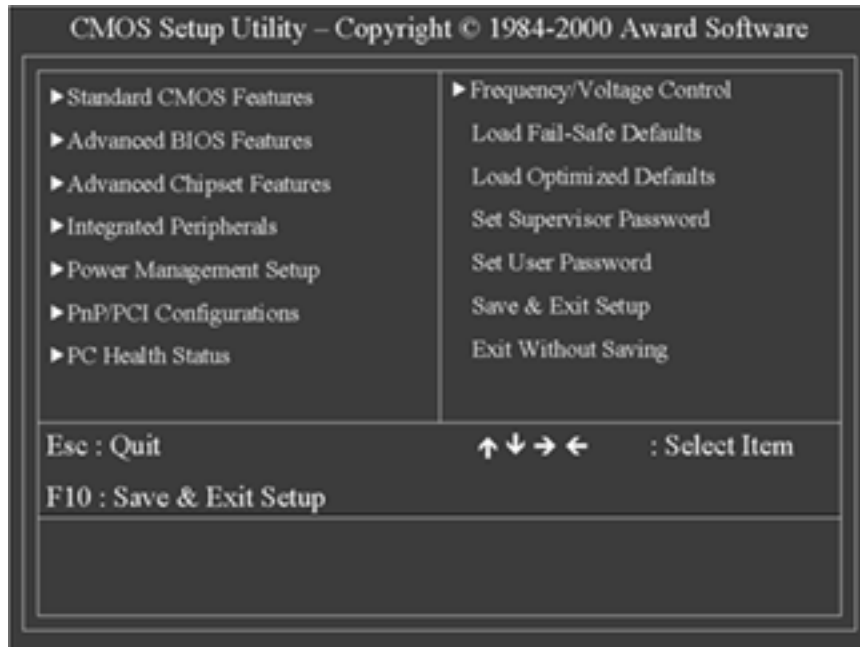 CMOS Setup Utility – Copyright © 1984-2000 Award Software
►Standard CMOS Features
►Advanced BIOS Features
►Advanced Chipset Features
►Integrated Peripherals
►Power Management Setup
►PnP/PCI Configurations
►PC Health Status
►Frequency/Voltage Control
Load Fail-Safe Defaults
Load Optimized Defaults
Set Supervisor Password
Set User Password
Save & Exit Setup
Exit Without Saving
Esc : Quit
↑ ↓ → ← : Select Item
F10 : Save & Exit Setup